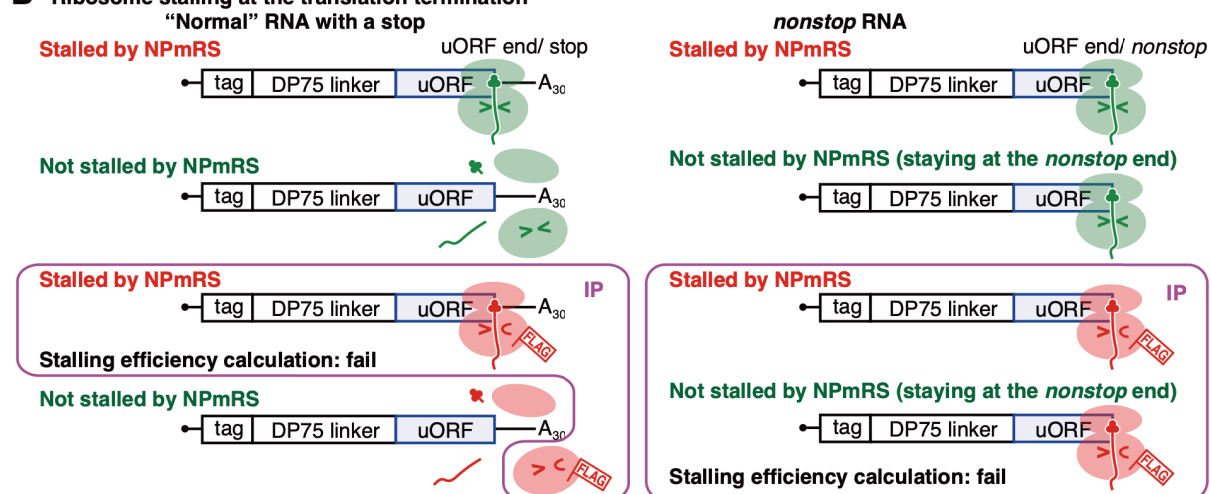 B Ribosome stalling at the translation termination
"Normal" RNA with a stop
Stalled by NPmRS
uORF end/ stop
tag DP75 linker uORF A30
Not stalled by NPmRS
tag DP75 linker uORF A30
Stalled by NPmRS
IP
tag DP75 linker uORF A30
FLAG
Stalling efficiency calculation: fail
Not stalled by NPmRS
tag DP75 linker uORF A30
FLAG
nonstop RNA
Stalled by NPmRS
uORF end/ nonstop
tag DP75 linker uORF
Not stalled by NPmRS (staying at the nonstop end)
tag DP75 linker uORF
Stalled by NPmRS
IP
tag DP75 linker uORF
FLAG
Not stalled by NPmRS (staying at the nonstop end)
tag DP75 linker uORF
FLAG
Stalling efficiency calculation: fail